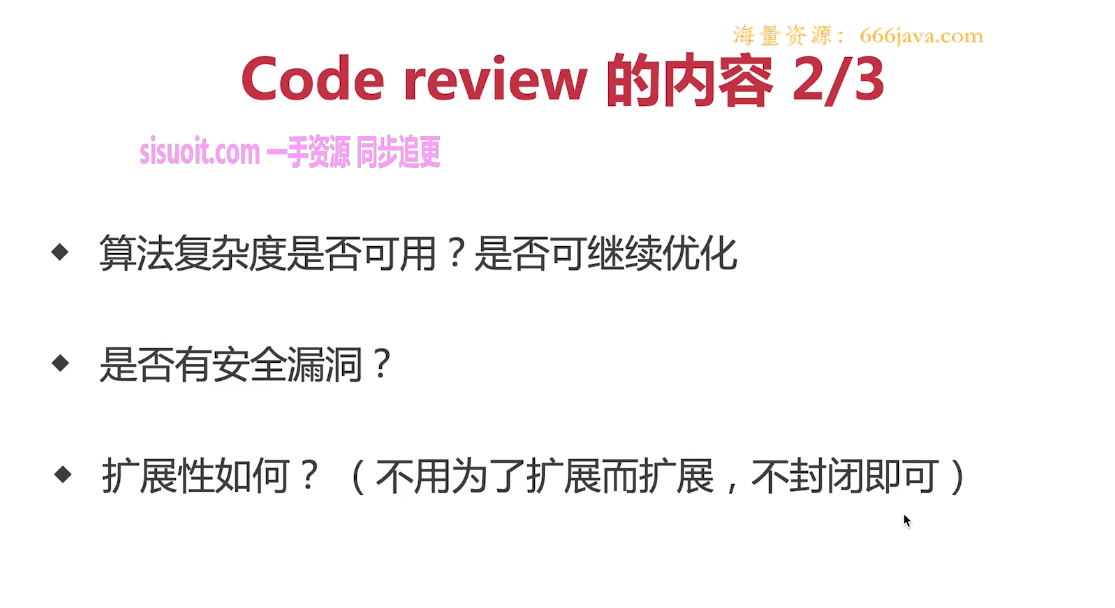 海量资源：666java.com
Code review 的内容 2/3
sisuoit.com 一手资源 同步追更
◆ 算法复杂度是否可用？是否可继续优化
◆ 是否有安全漏洞？
◆ 扩展性如何？（不用为了扩展而扩展，不封闭即可）